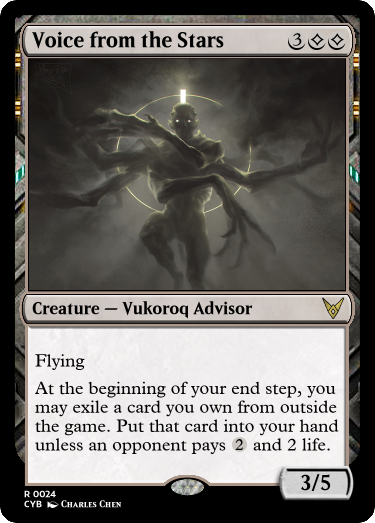 Voice from the Stars 3
Creature — Vukoroq Advisor
Flying
At the beginning of your end step, you
may exile a card you own from outside
the game. Put that card into your hand
unless an opponent pays 2 and 2 life.
3/5
R 0024
CYB Charles Chen